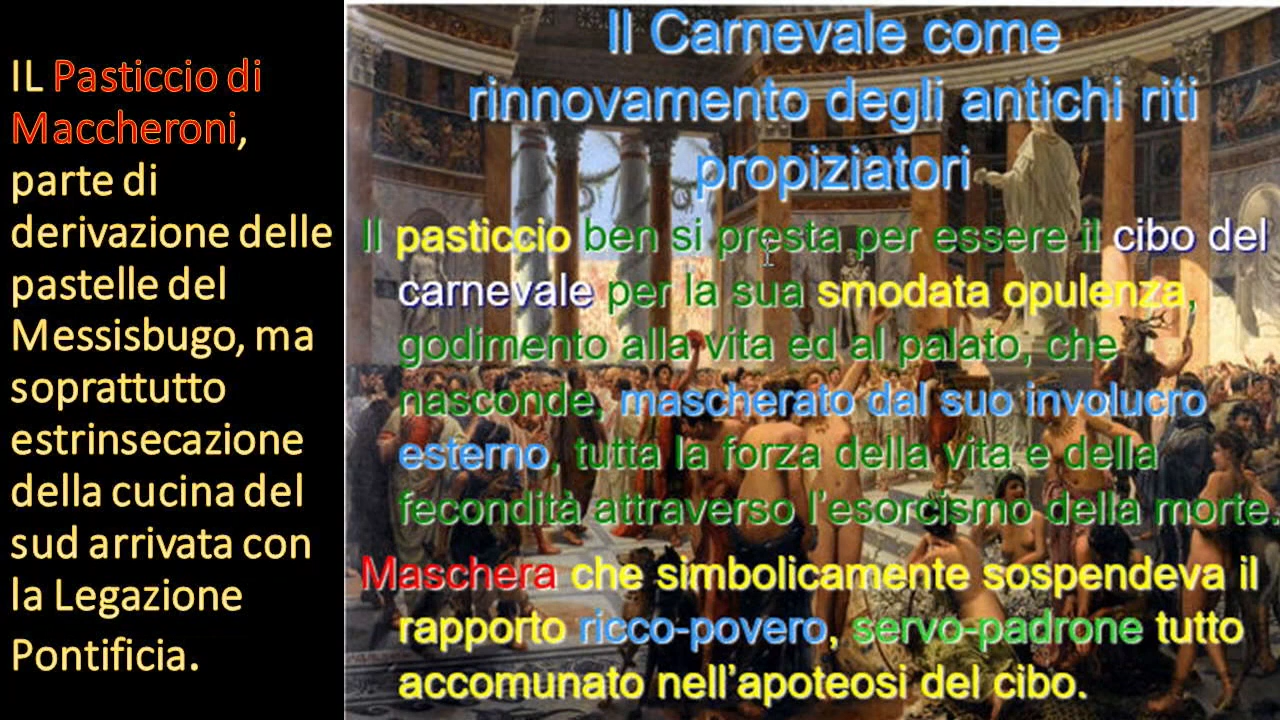 IL Pasticcio di
Maccheroni,
parte di
derivazione delle
pastelle del
Messisbugo, ma
soprattutto
estrinsecazione
della cucina del
sud arrivata con
la Legazione
Pontificia.
Il Carnevale come
rinnovamento degli antichi riti
propiziatori
Il pasticcio ben si presta per essere il cibo del
carnevale per la sua smodata opulenza,
godimento alla vita ed al palato, che
nasconde, mascherato dal suo involucro
esterno, tutta la forza della vita e della
fecondità attraverso l'esorcismo della morte.
Maschera che simbolicamente sospendeva il
rapporto ricco-povero, servo-padrone tutto
accomunato nell'apoteosi del cibo.